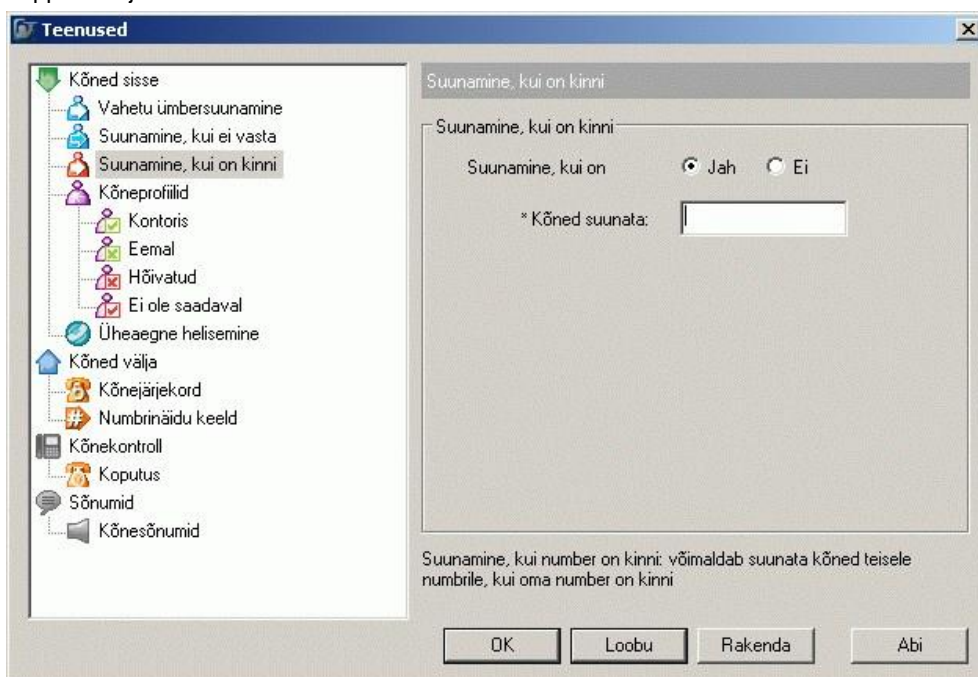 Teenused
Kõned sisse
Vahetu ümbersuunamine
Suunamine, kui ei vasta
Suunamine, kui on kinni
Kõneprofiilid
Kontoris
Eemal
Hõivatud
Ei ole saadaval
Üheaegne helisemine
Kõned välja
Kõnejärjekord
Numbrinäidu keeld
Kõnekontroll
Koputus
Sõnumid
Kõnesõnumid
Suunamine, kui on kinni
Suunamine, kui on kinni
Suunamine, kui on Jah Ei
* Kõned suunata:
Suunamine, kui number on kinni: võimaldab suunata kõned teisele
numbrile, kui oma number on kinni
OK Loobu Rakenda Abi